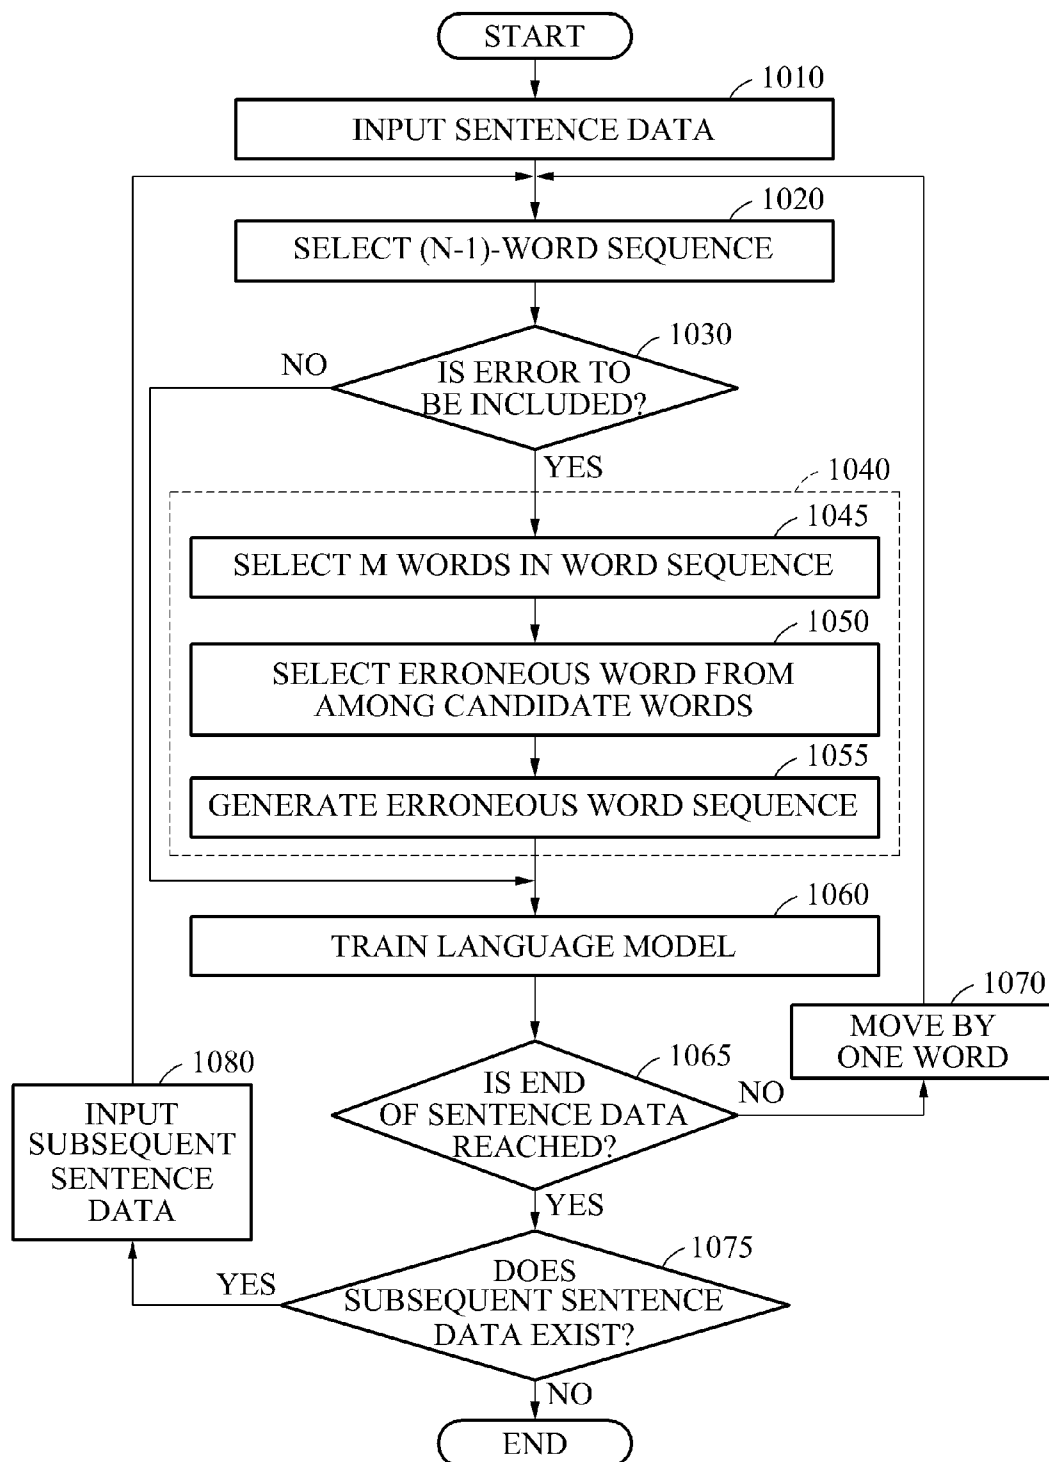 START
1010
INPUT SENTENCE DATA
1020
SELECT (N-1)-WORD SEQUENCE
1030
NO
IS ERROR TO
BE INCLUDED?
YES
1040
1045
SELECT M WORDS IN WORD SEQUENCE
1050
SELECT ERRONEOUS WORD FROM
AMONG CANDIDATE WORDS
1055
GENERATE ERRONEOUS WORD SEQUENCE
1060
TRAIN LANGUAGE MODEL
1070
MOVE BY
ONE WORD
1065
IS END
OF SENTENCE DATA
REACHED?
NO
1080
INPUT
SUBSEQUENT
SENTENCE
DATA
YES
1075
DOES
SUBSEQUENT SENTENCE
DATA EXIST?
YES
NO
END